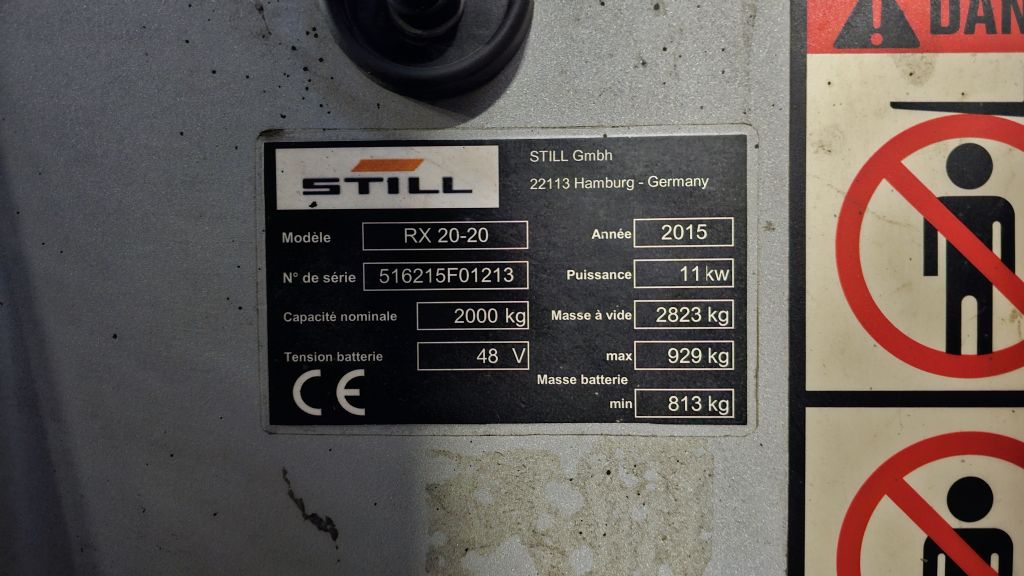 DAN
STILL
STILL Gmbh
22113 Hamburg - Germany
Modèle RX 20-20
Année 2015
N° de série 516215F01213
Puissance 11 kw
Capacité nominale 2000 kg
Masse à vide 2823 kg
Tension batterie 48 V
max 929 kg
Masse batterie
min 813 kg
CE